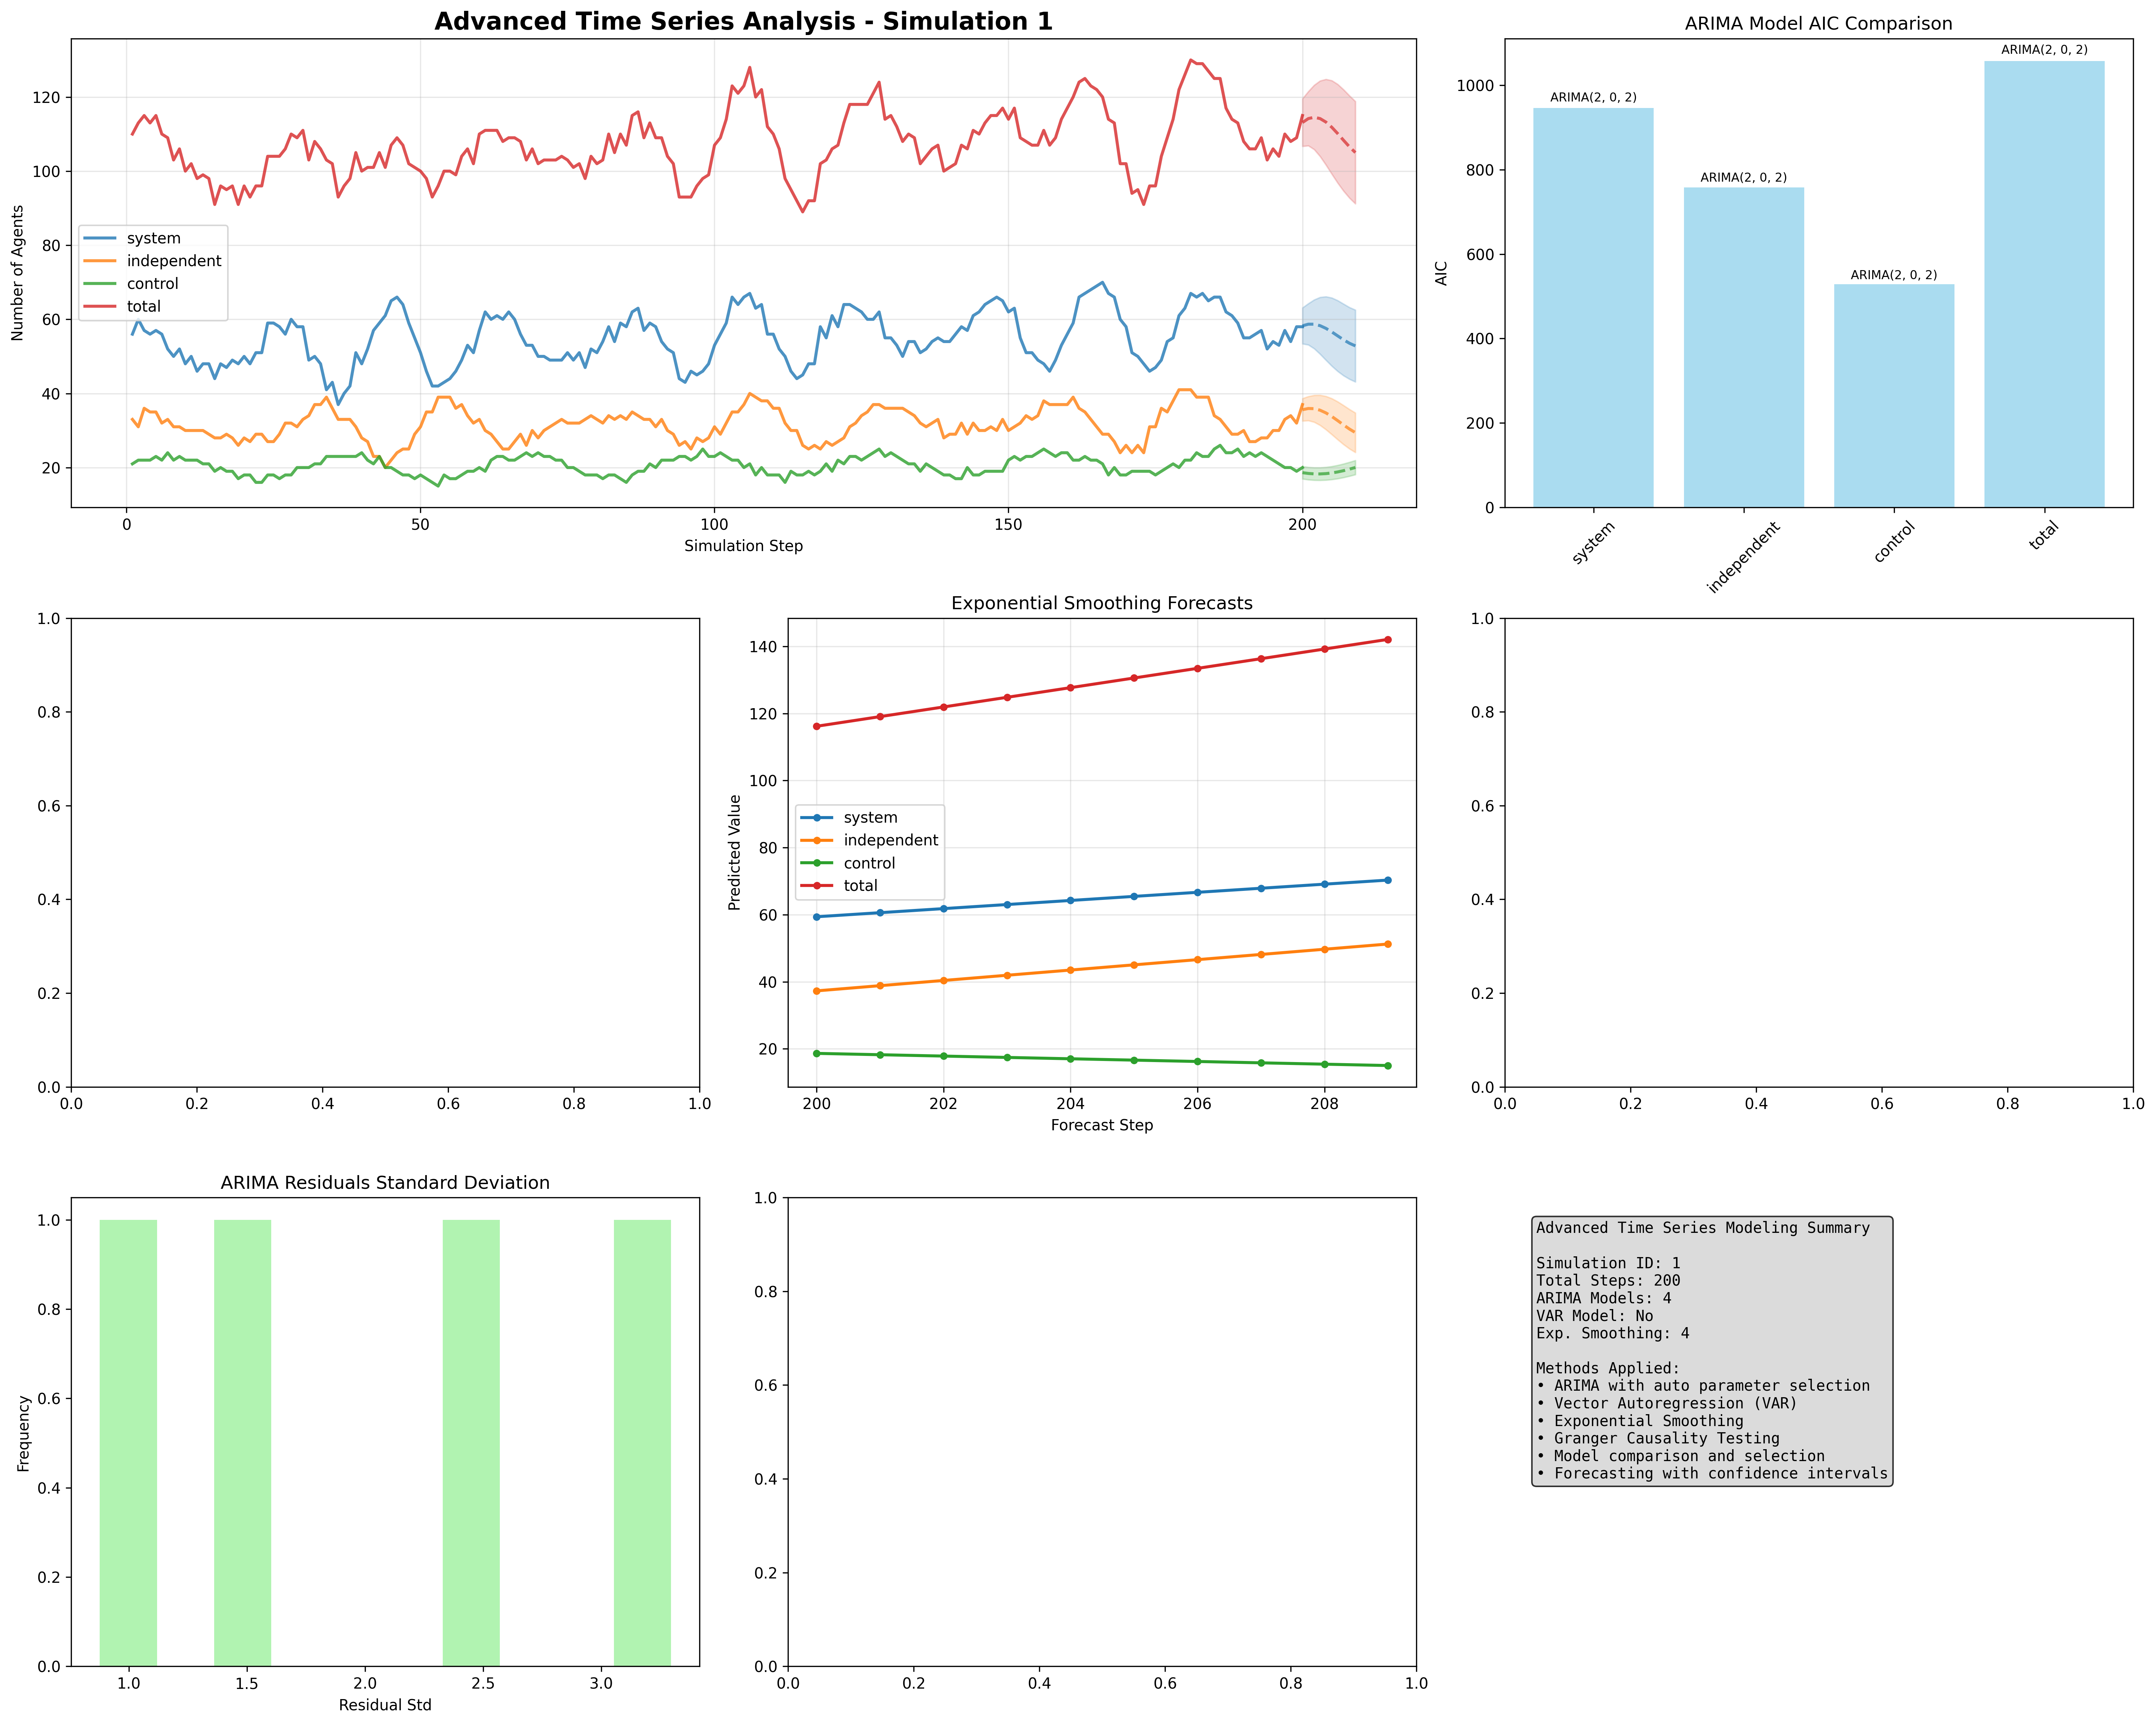 Advanced Time Series Analysis - Simulation 1
Number of Agents
120
100
80
60
40
20
system
independent
control
total
0
50
100
150
200
Simulation Step
ARIMA Model AIC Comparison
AIC
1000
800
600
400
200
0
ARIMA(2, 0, 2)
ARIMA(2, 0, 2)
ARIMA(2, 0, 2)
ARIMA(2, 0, 2)
system
independent
control
total
1.0
0.8
0.6
0.4
0.2
0.0
0.0
0.2
0.4
0.6
0.8
1.0
Exponential Smoothing Forecasts
Predicted Value
140
120
100
80
60
40
20
system
independent
control
total
200
202
204
206
208
Forecast Step
1.0
0.8
0.6
0.4
0.2
0.0
0.0
0.2
0.4
0.6
0.8
1.0
ARIMA Residuals Standard Deviation
Frequency
1.0
0.8
0.6
0.4
0.2
0.0
1.0
1.5
2.0
2.5
3.0
Residual Std
1.0
0.8
0.6
0.4
0.2
0.0
0.0
0.2
0.4
0.6
0.8
1.0
Advanced Time Series Modeling Summary
Simulation ID: 1
Total Steps: 200
ARIMA Models: 4
VAR Model: No
Exp. Smoothing: 4
Methods Applied:
• ARIMA with auto parameter selection
• Vector Autoregression (VAR)
• Exponential Smoothing
• Granger Causality Testing
• Model comparison and selection
• Forecasting with confidence intervals